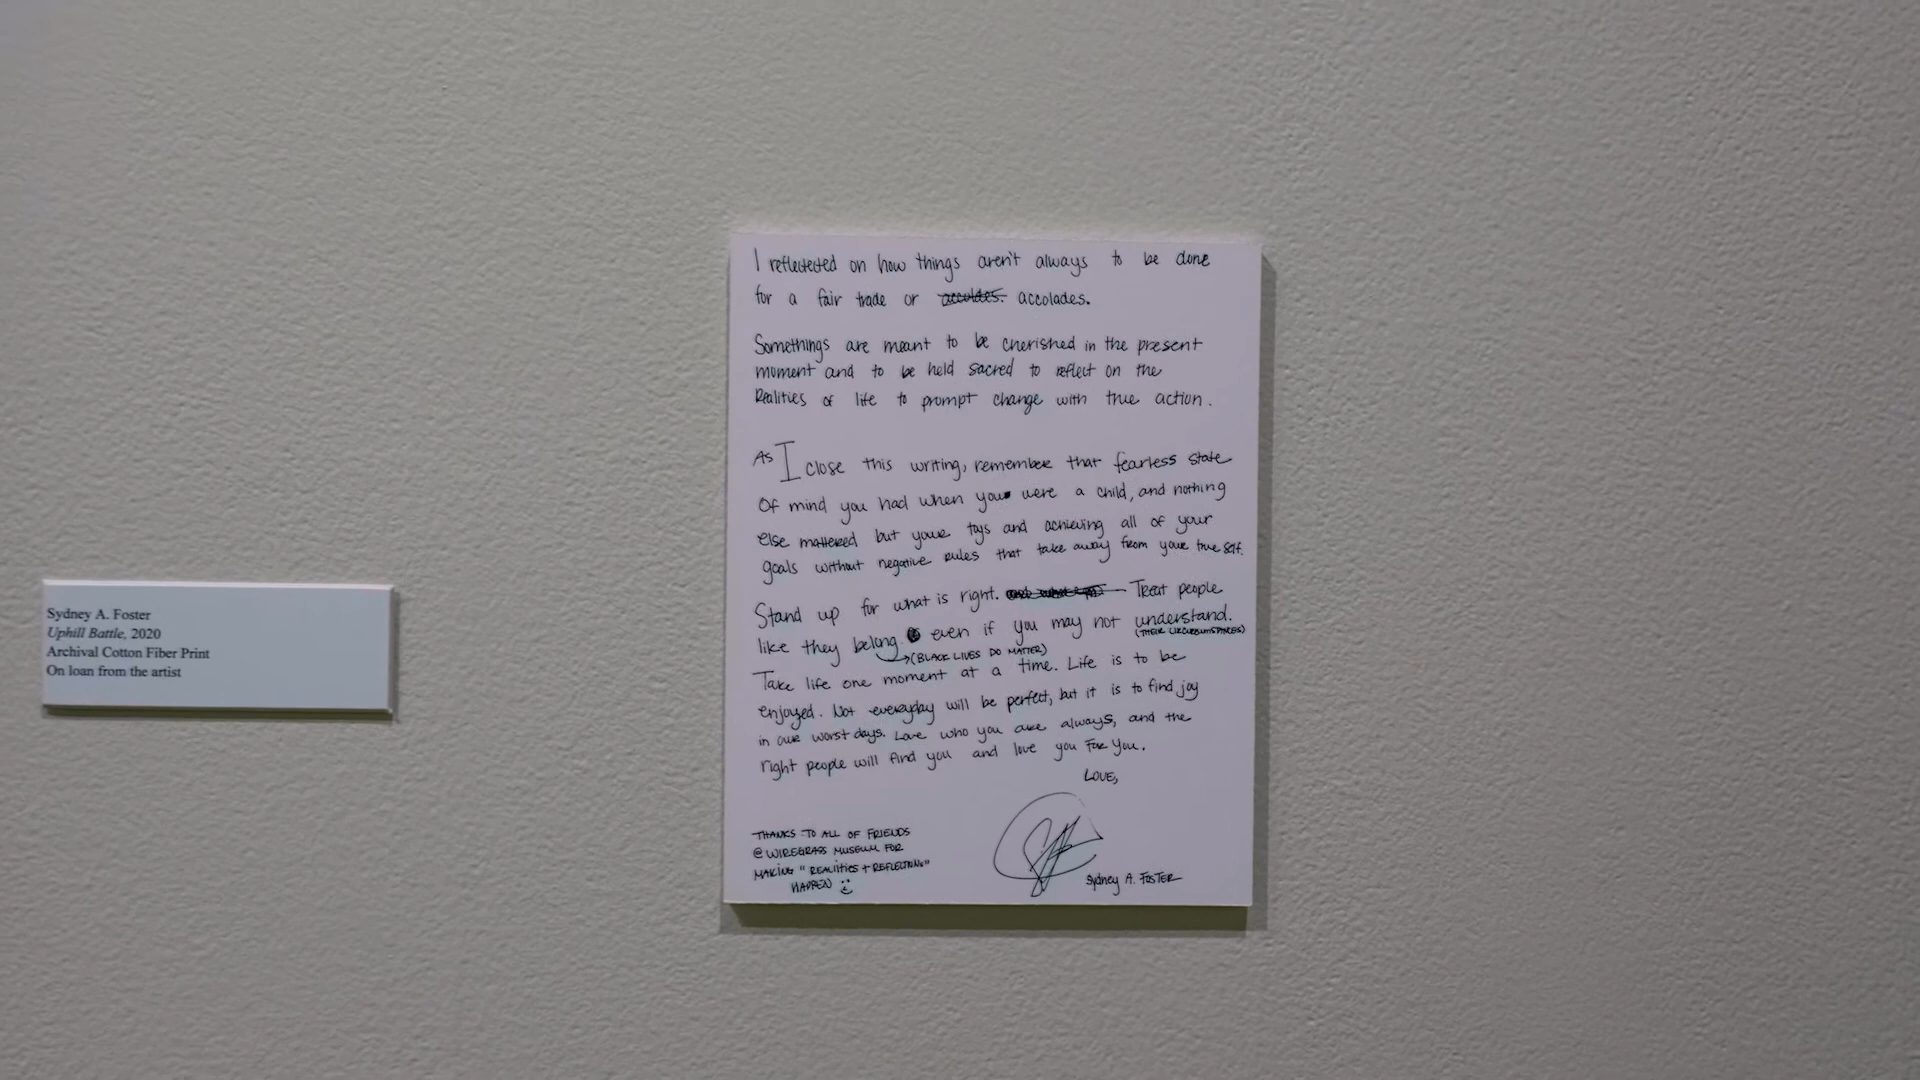 Sydney A. Foster
Uphill Battle, 2020
Archival Cotton Fiber Print
On loan from the artist
I reflectected on how things aren't always to be done
for a fair trade or accoldes. accolades.
Somethings are meant to be cherished in the present
moment and to be held sacred to reflect on the
Realities of life to prompt change with true action.
As I close this writing, remember that fearless state
Of mind you had when you were a child, and nothing
else mattered but your toys and achieving all of your
goals without negative rules that take away from your true self.
Stand up for what is right. Treat people
like they belong even if you may not understand.
(THEIR CIRCUMSTANCES)
(BLACK LIVES DO MATTER)
Take life one moment at a time. Life is to be
enjoyed. Not everyday will be perfect, but it is to find joy
in our worst days. Love who you are always, and the
right people will find you and love you For You.
LOVE,
THANKS TO ALL OF FRIENDS
@ WIREGRASS MUSEUM FOR
MAKING "REALITIES + REFLECTIONS"
HAPPEN
Sydney A. FOSTER